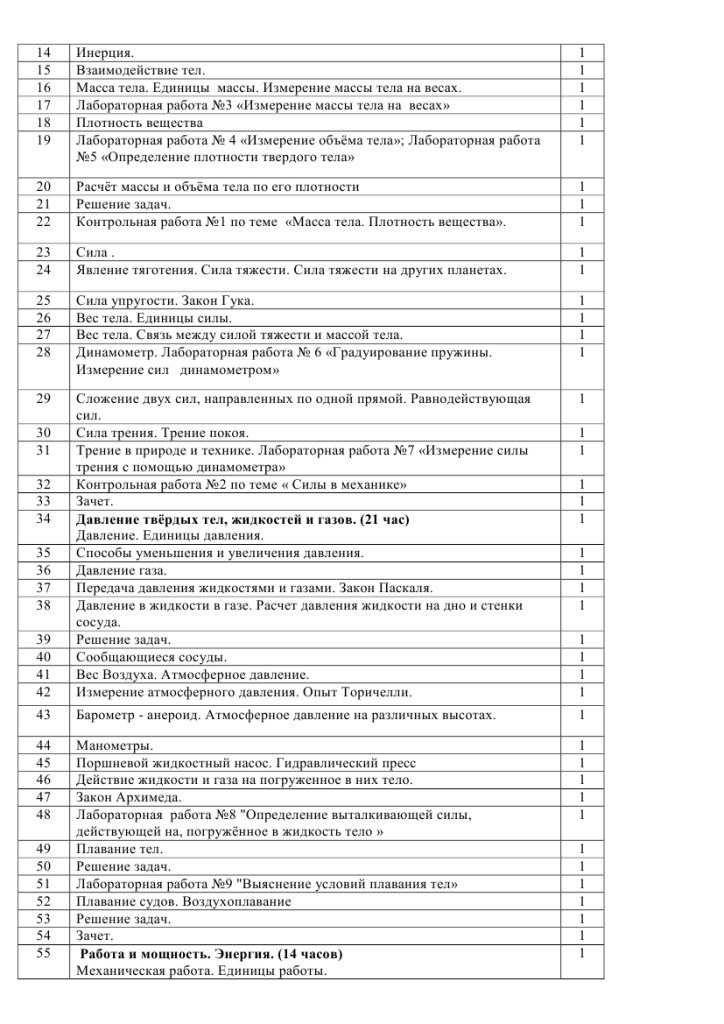 14 Инерция. 1
15 Взаимодействие тел. 1
16 Масса тела. Единицы массы. Измерение массы тела на весах. 1
17 Лабораторная работа №3 «Измерение массы тела на весах» 1
18 Плотность вещества 1
19 Лабораторная работа № 4 «Измерение объёма тела»; Лабораторная работа 1
№5 «Определение плотности твердого тела»
20 Расчёт массы и объёма тела по его плотности 1
21 Решение задач. 1
22 Контрольная работа №1 по теме «Масса тела. Плотность вещества». 1
23 Сила . 1
24 Явление тяготения. Сила тяжести. Сила тяжести на других планетах. 1
25 Сила упругости. Закон Гука. 1
26 Вес тела. Единицы силы. 1
27 Вес тела. Связь между силой тяжести и массой тела. 1
28 Динамометр. Лабораторная работа № 6 «Градуирование пружины. 1
Измерение сил динамометром»
29 Сложение двух сил, направленных по одной прямой. Равнодействующая 1
сил.
30 Сила трения. Трение покоя. 1
31 Трение в природе и технике. Лабораторная работа №7 «Измерение силы 1
трения с помощью динамометра»
32 Контрольная работа №2 по теме « Силы в механике» 1
33 Зачет. 1
34 Давление твёрдых тел, жидкостей и газов. (21 час) 1
Давление. Единицы давления.
35 Способы уменьшения и увеличения давления. 1
36 Давление газа. 1
37 Передача давления жидкостями и газами. Закон Паскаля. 1
38 Давление в жидкости в газе. Расчет давления жидкости на дно и стенки 1
сосуда.
39 Решение задач. 1
40 Сообщающиеся сосуды. 1
41 Вес Воздуха. Атмосферное давление. 1
42 Измерение атмосферного давления. Опыт Торичелли. 1
43 Барометр - анероид. Атмосферное давление на различных высотах. 1
44 Манометры. 1
45 Поршневой жидкостный насос. Гидравлический пресс 1
46 Действие жидкости и газа на погруженное в них тело. 1
47 Закон Архимеда. 1
48 Лабораторная работа №8 "Определение выталкивающей силы, 1
действующей на, погружённое в жидкость тело »
49 Плавание тел. 1
50 Решение задач. 1
51 Лабораторная работа №9 "Выяснение условий плавания тел» 1
52 Плавание судов. Воздухоплавание 1
53 Решение задач. 1
54 Зачет. 1
55 Работа и мощность. Энергия. (14 часов) 1
Механическая работа. Единицы работы.